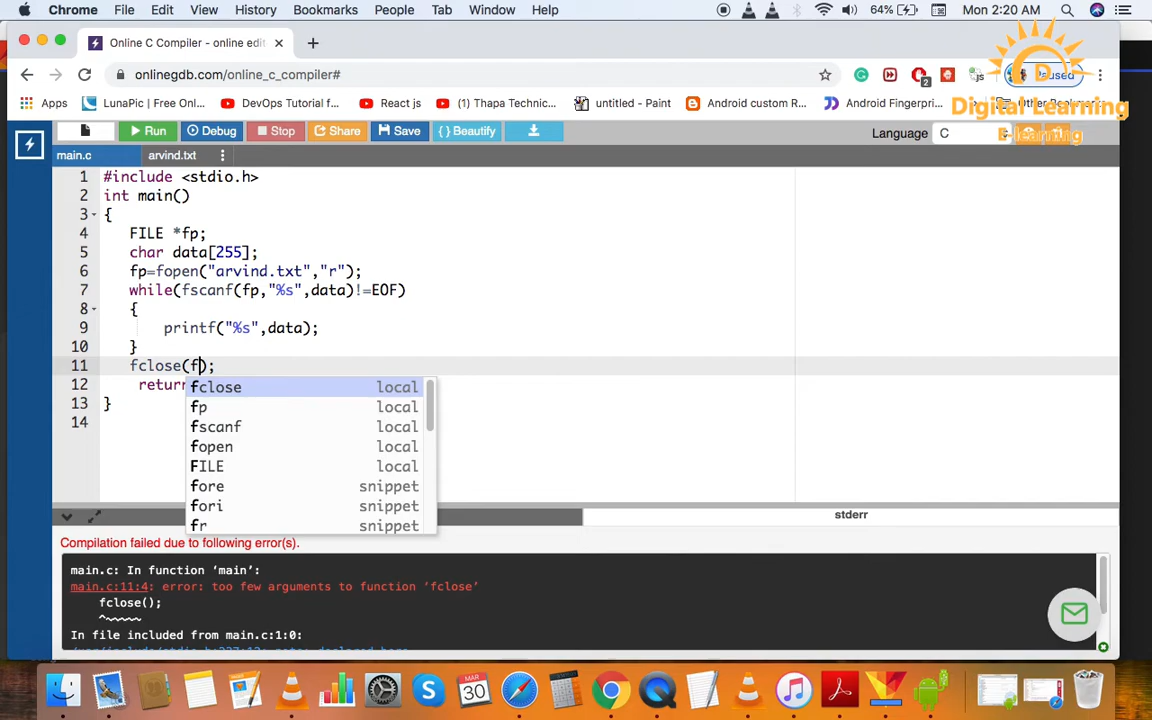 Chrome File Edit View History Bookmarks People Tab Window Help 64% Mon 2:20 AM
Online C Compiler - online edit
onlinegdb.com/online_c_compiler# Paused
Apps LunaPic | Free Onl... DevOps Tutorial f... React js (1) Thapa Technic... untitled - Paint Android custom R... Android Fingerpri... Other Bookmarks
D
Digital Learning
E-learning
Run Debug Stop Share Save { } Beautify Language C
main.c arvind.txt
1 #include <stdio.h>
2 int main()
3 {
4 FILE *fp;
5 char data[255];
6 fp=fopen("arvind.txt","r");
7 while(fscanf(fp,"%s",data)!=EOF)
8 {
9 printf("%s",data);
10 }
11 fclose(f);
12 return
13 }
14
fclose local
fp local
fscanf local
fopen local
FILE local
fore snippet
fori snippet
fr snippet
stderr
Compilation failed due to following error(s).
main.c: In function ‘main’:
main.c:11:4: error: too few arguments to function ‘fclose’
fclose();
^~~~~~
In file included from main.c:1:0:
SEP
30